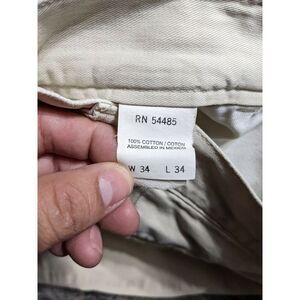 RN 54485
100% COTTON / COTON
ASSEMBLED IN MEXICO
W 34 L 34